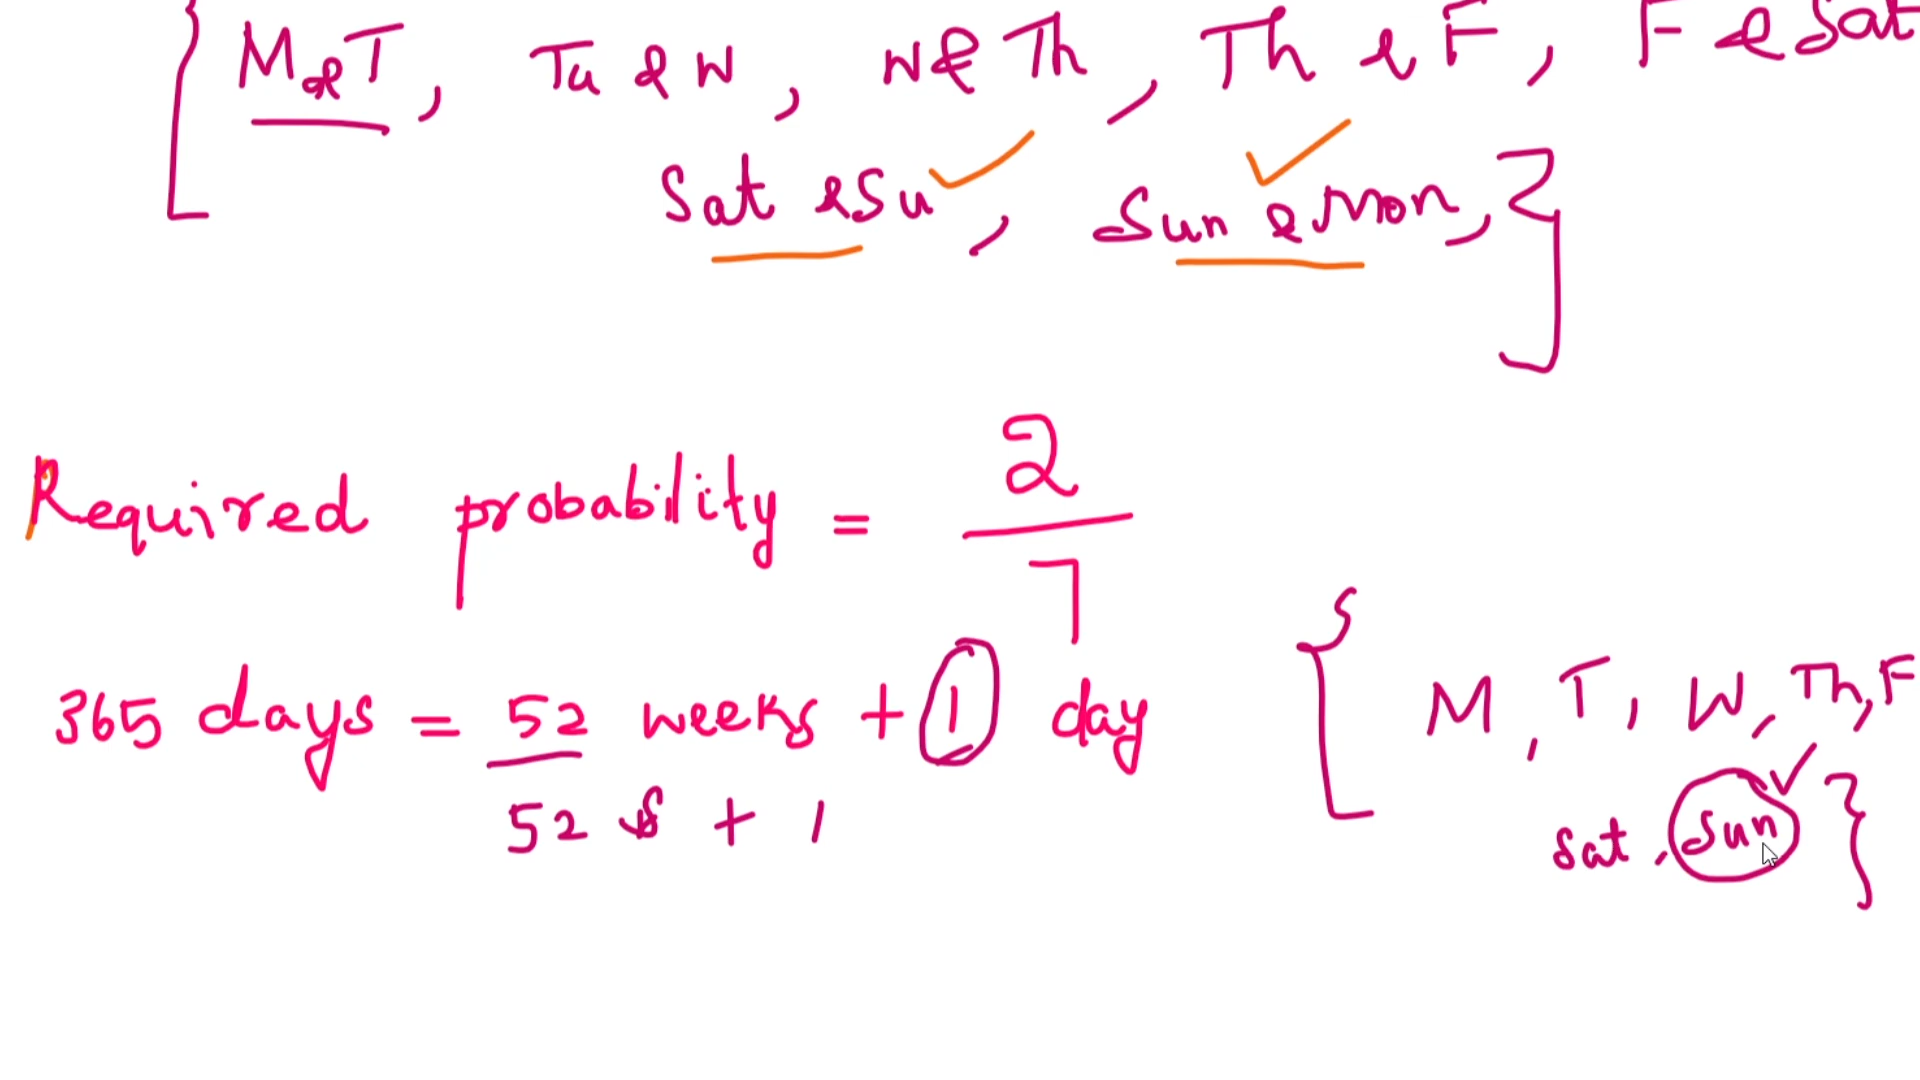 { M & T , Tu & W , W & Th , Th & F , F & Sat
Sat & Su , Sun & Mon, }
Required probability = 2/7
365 days = 52 weeks + 1 day { M , T , W , Th, F
52 S + 1 Sat , Sun }